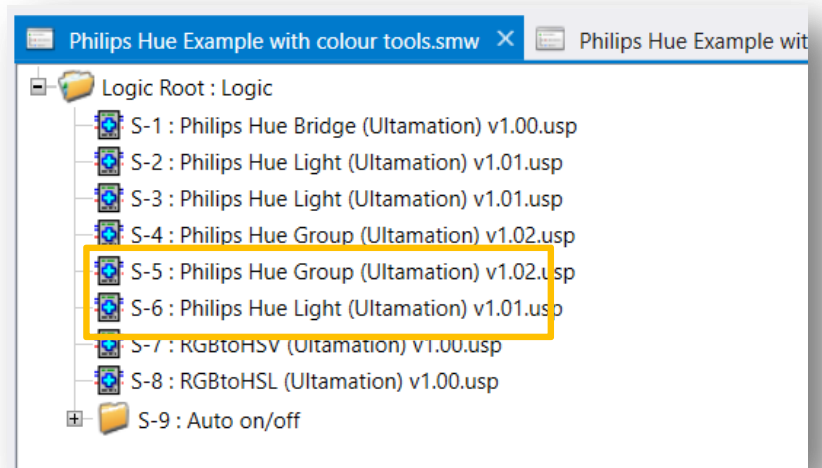 Philips Hue Example with colour tools.smw Philips Hue Example wit
Logic Root : Logic
S-1 : Philips Hue Bridge (Ultamation) v1.00.usp
S-2 : Philips Hue Light (Ultamation) v1.01.usp
S-3 : Philips Hue Light (Ultamation) v1.01.usp
S-4 : Philips Hue Group (Ultamation) v1.02.usp
S-5 : Philips Hue Group (Ultamation) v1.02.usp
S-6 : Philips Hue Light (Ultamation) v1.01.usp
S-7 : RGBtoHSV (Ultamation) v1.00.usp
S-8 : RGBtoHSL (Ultamation) v1.00.usp
S-9 : Auto on/off